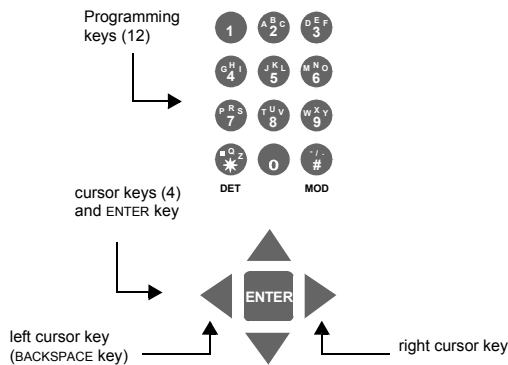 Programming
keys (12)
1
A B C
2
D E F
3
G H I
4
J K L
5
M N O
6
P R S
7
T U V
8
W X Y
9
■ Q Z
✷
0
" / -
#
DET
MOD
cursor keys (4)
and ENTER key
ENTER
left cursor key
(BACKSPACE key)
right cursor key